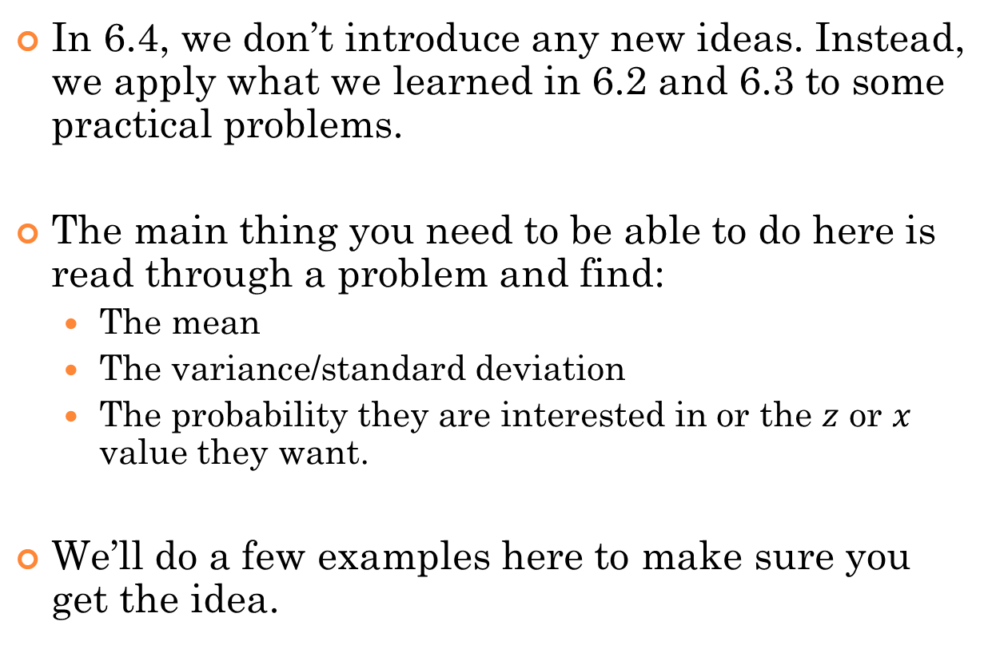 In 6.4, we don’t introduce any new ideas. Instead,
we apply what we learned in 6.2 and 6.3 to some
practical problems.
The main thing you need to be able to do here is
read through a problem and find:
The mean
The variance/standard deviation
The probability they are interested in or the z or x
value they want.
We’ll do a few examples here to make sure you
get the idea.